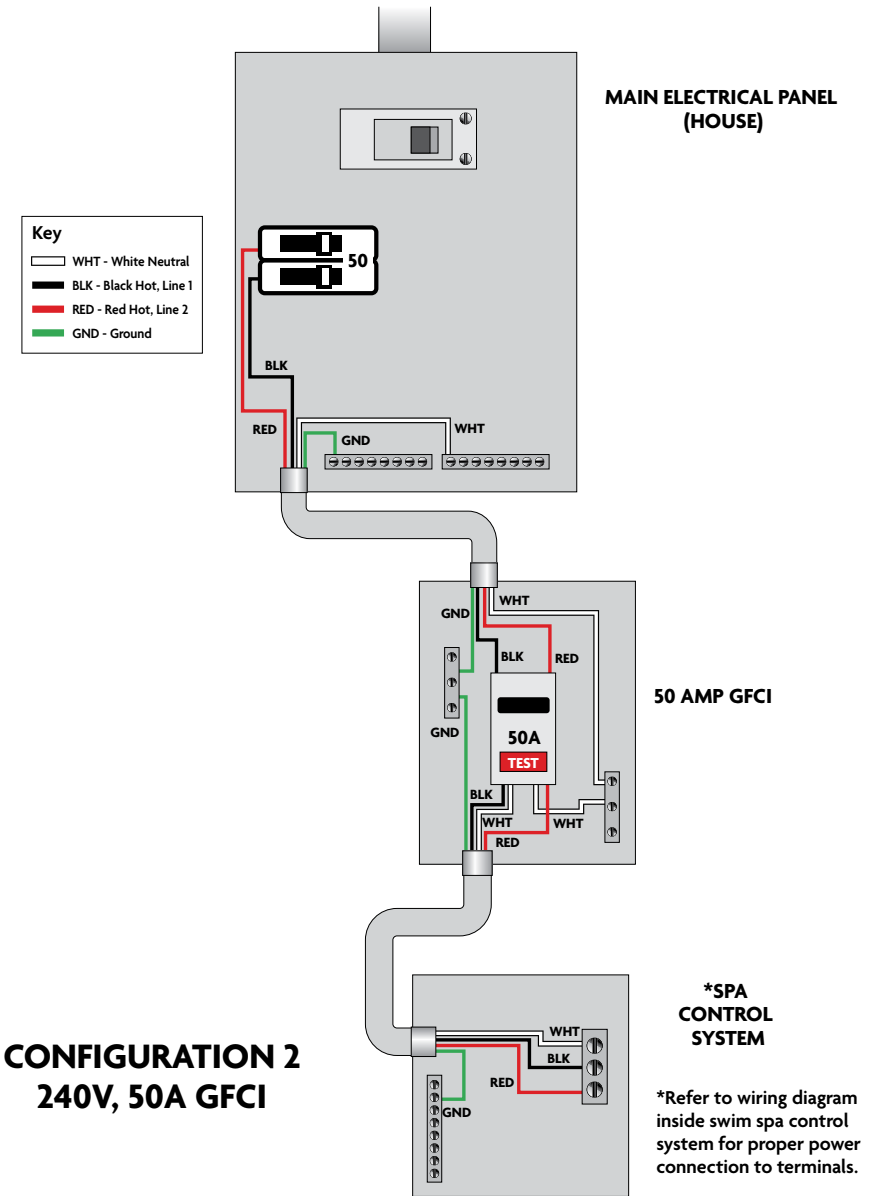 MAIN ELECTRICAL PANEL
(HOUSE)
Key
WHT - White Neutral
BLK - Black Hot, Line 1
RED - Red Hot, Line 2
GND - Ground
50
BLK
RED
GND
WHT
WHT
GND
BLK
RED
50 AMP GFCI
GND
50A
TEST
BLK
WHT
WHT
RED
*SPA
CONTROL
SYSTEM
WHT
BLK
RED
GND
CONFIGURATION 2
240V, 50A GFCI
*Refer to wiring diagram
inside swim spa control
system for proper power
connection to terminals.